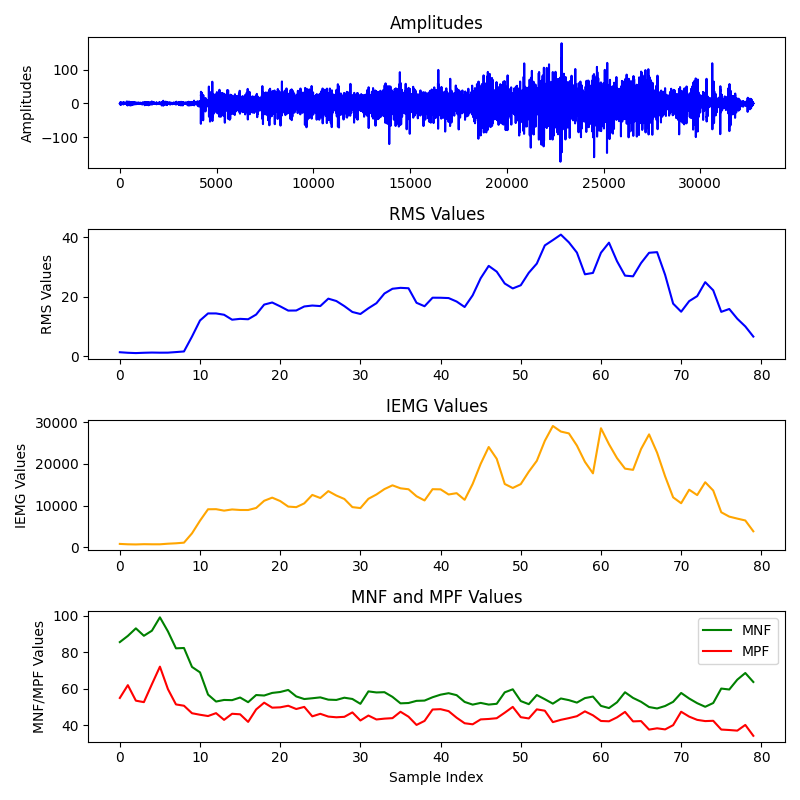 Amplitudes
Amplitudes
100
0
−100
0 5000 10000 15000 20000 25000 30000
RMS Values
RMS Values
40
20
0
0 10 20 30 40 50 60 70 80
IEMG Values
IEMG Values
30000
20000
10000
0
0 10 20 30 40 50 60 70 80
MNF and MPF Values
MNF/MPF Values
100
80
60
40
MNF
MPF
0 10 20 30 40 50 60 70 80
Sample Index